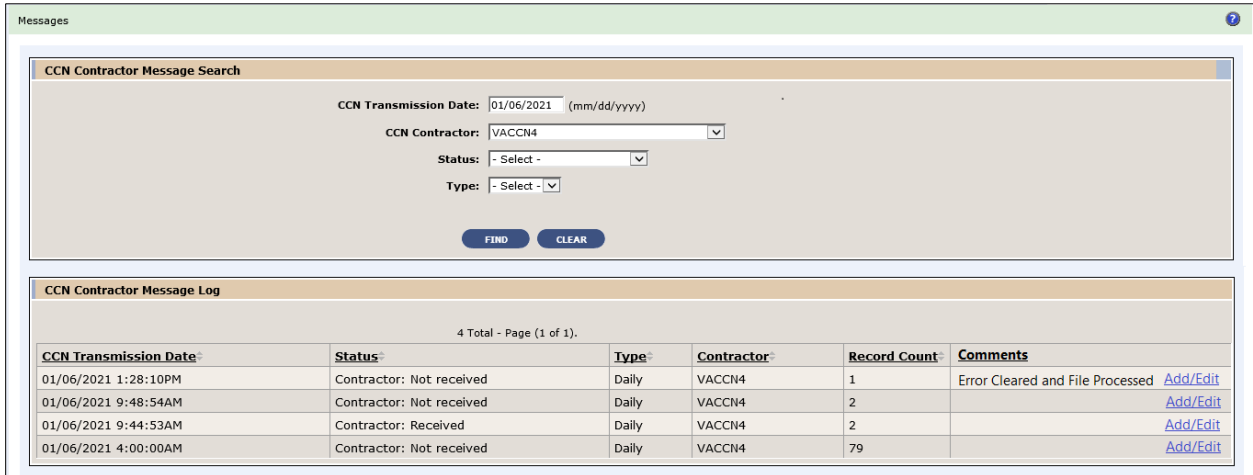 Messages
?
CCN Contractor Message Search
CCN Transmission Date: 01/06/2021 (mm/dd/yyyy)
CCN Contractor: VACCN4
Status: - Select -
Type: - Select -
FIND CLEAR
CCN Contractor Message Log
4 Total - Page (1 of 1).
CCN Transmission Date Status Type Contractor Record Count Comments
01/06/2021 1:28:10PM Contractor: Not received Daily VACCN4 1 Error Cleared and File Processed Add/Edit
01/06/2021 9:48:54AM Contractor: Not received Daily VACCN4 2 Add/Edit
01/06/2021 9:44:53AM Contractor: Received Daily VACCN4 2 Add/Edit
01/06/2021 4:00:00AM Contractor: Not received Daily VACCN4 79 Add/Edit